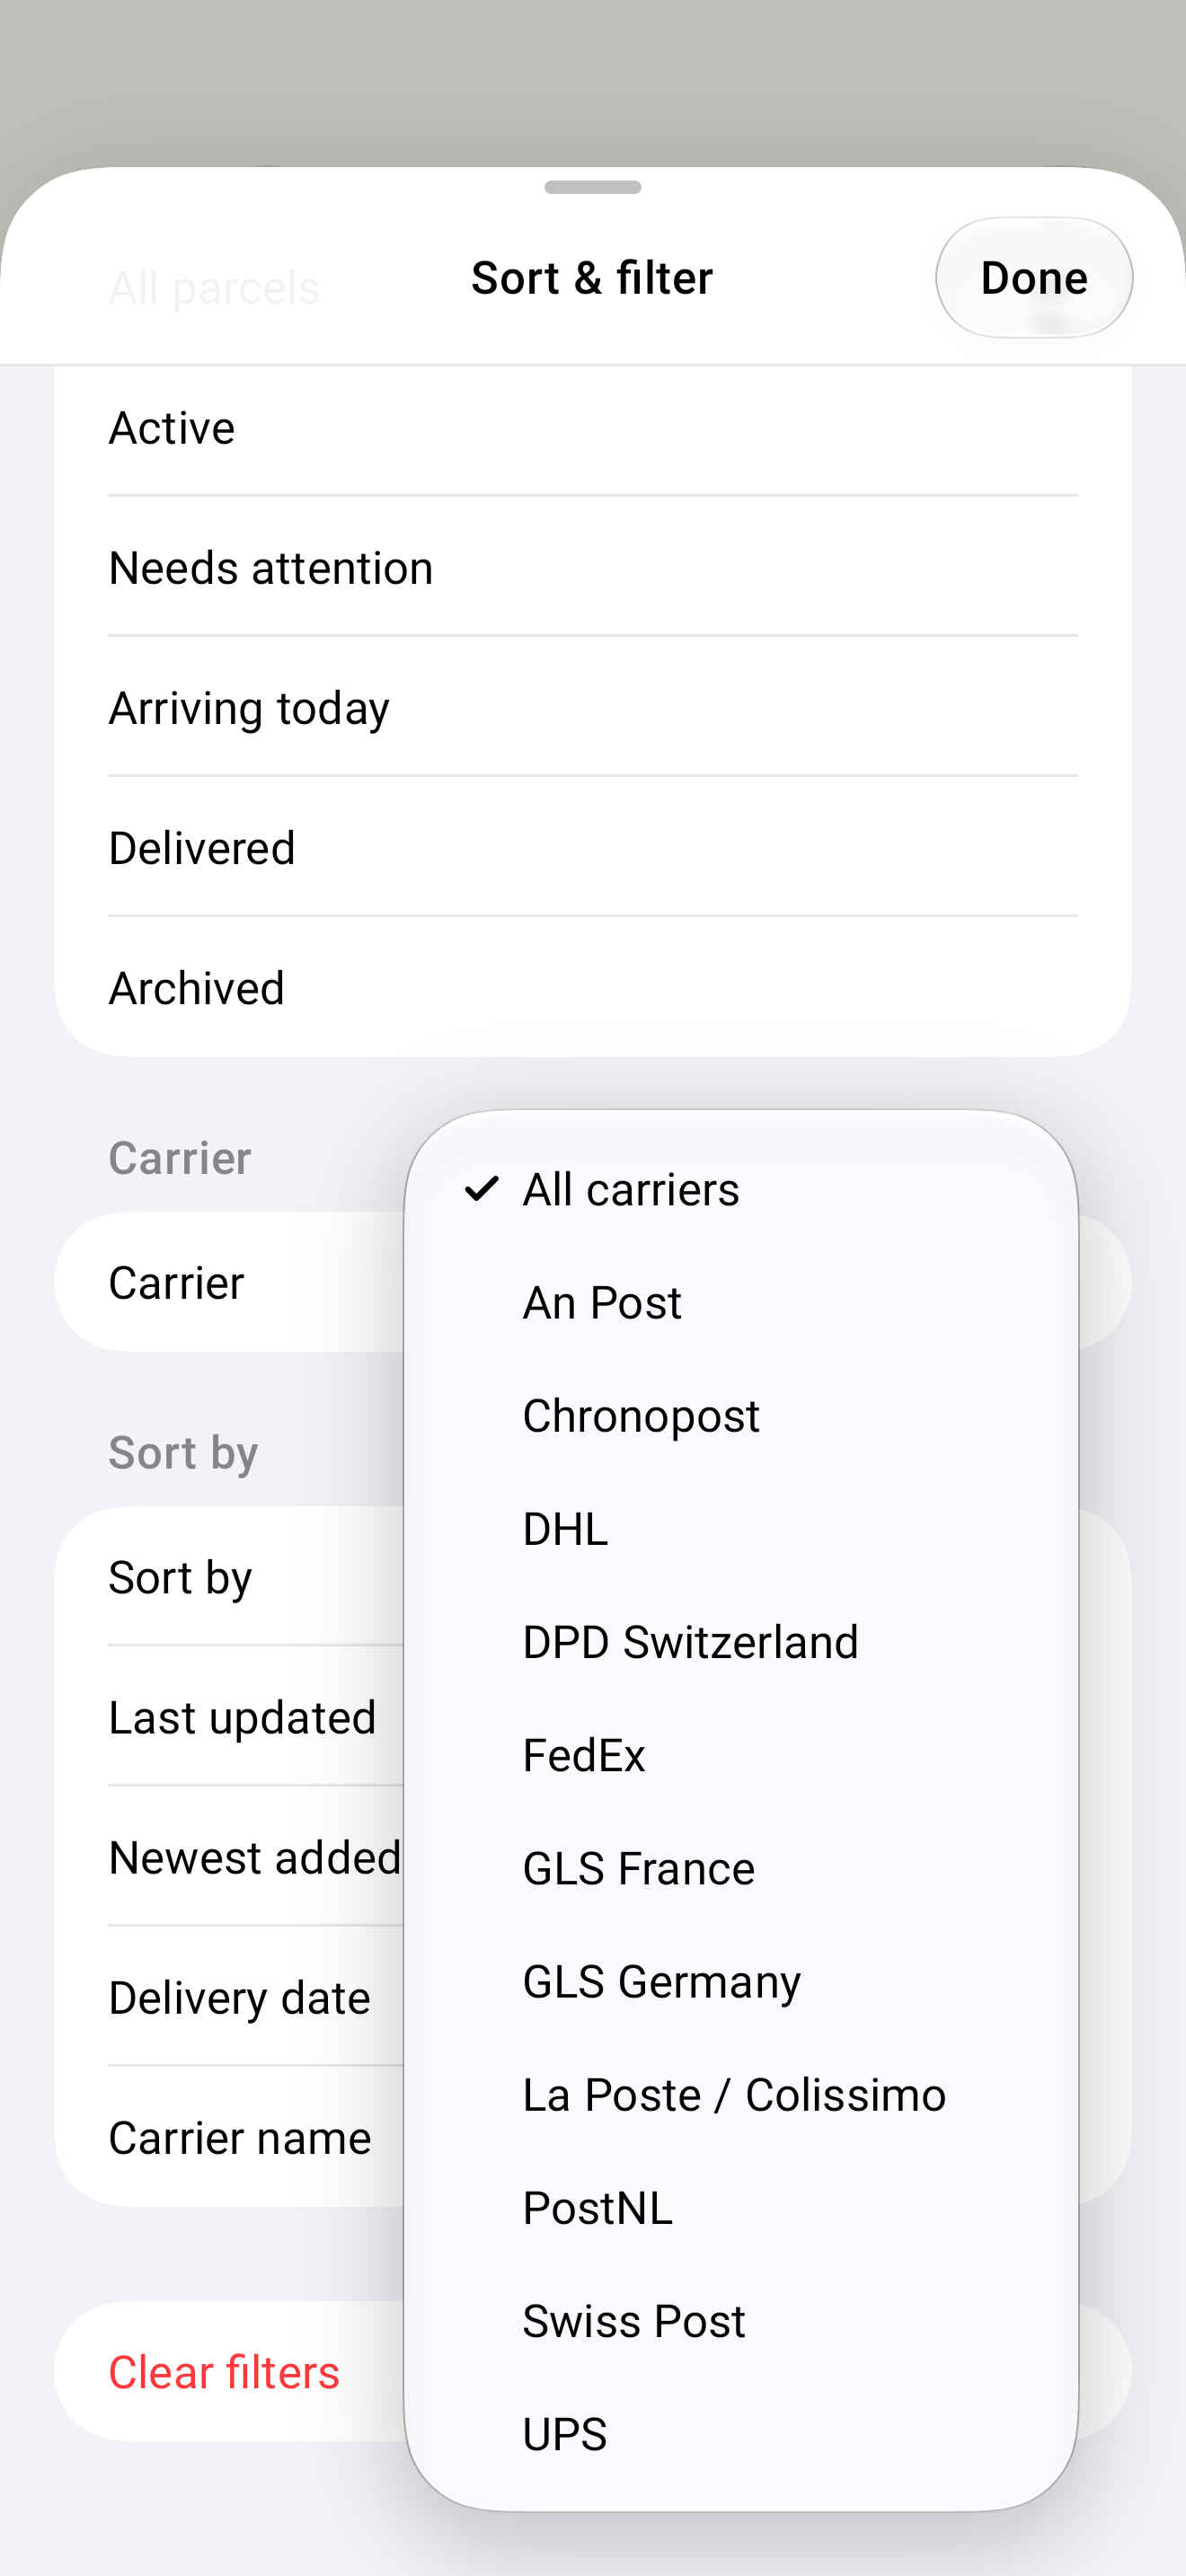 All parcels
Sort & filter
Done
Active
Needs attention
Arriving today
Delivered
Archived
Carrier
Carrier
Sort by
Sort by
Last updated
Newest added
Delivery date
Carrier name
Clear filters
All carriers
An Post
Chronopost
DHL
DPD Switzerland
FedEx
GLS France
GLS Germany
La Poste / Colissimo
PostNL
Swiss Post
UPS